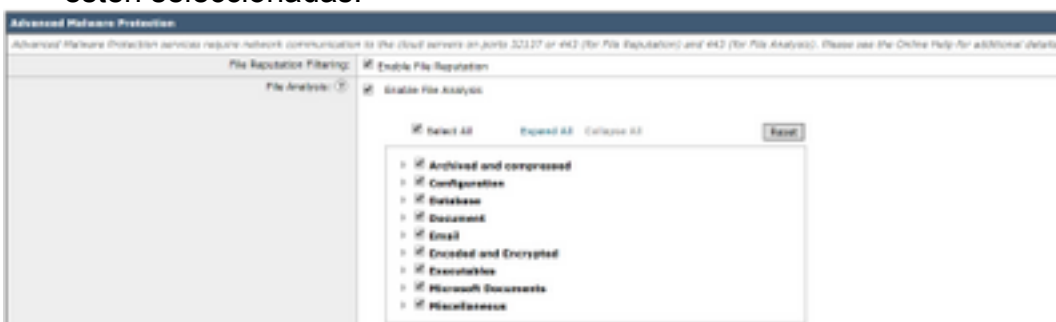 estén seleccionadas.
Advanced Malware Protection
Advanced Malware Protection services require network communication to the cloud servers on ports 32137 or 443 (for File Reputation) and 443 (for File Analysis). Please see the Online Help for additional details
File Reputation Filtering: Enable File Reputation
File Analysis: ? Enable File Analysis
Select All Expand All Collapse All Reset
Archived and compressed
Configuration
Database
Document
Email
Encoded and Encrypted
Executables
Microsoft Documents
Miscellaneous